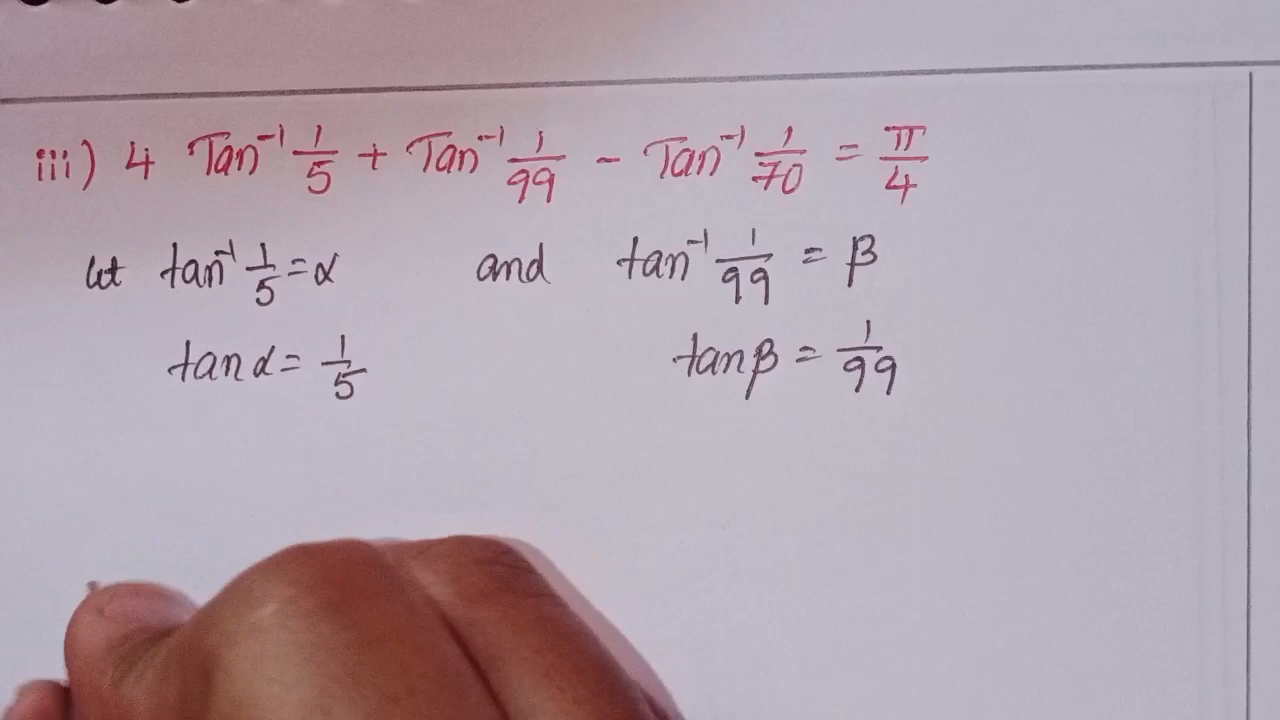 iii) 4 Tan⁻¹ 1/5 + Tan⁻¹ 1/99 - Tan⁻¹ 1/70 = π/4
let tan⁻¹ 1/5 = α and tan⁻¹ 1/99 = β
tan α = 1/5 tan β = 1/99